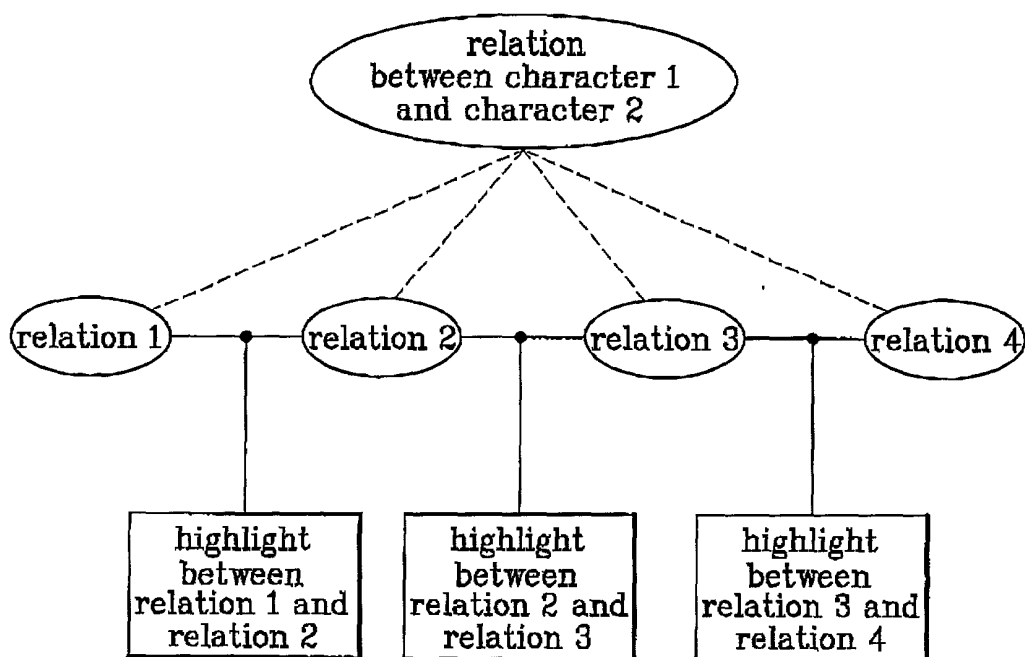 relation
between character 1
and character 2
relation 1
relation 2
relation 3
relation 4
highlight
between
relation 1 and
relation 2
highlight
between
relation 2 and
relation 3
highlight
between
relation 3 and
relation 4